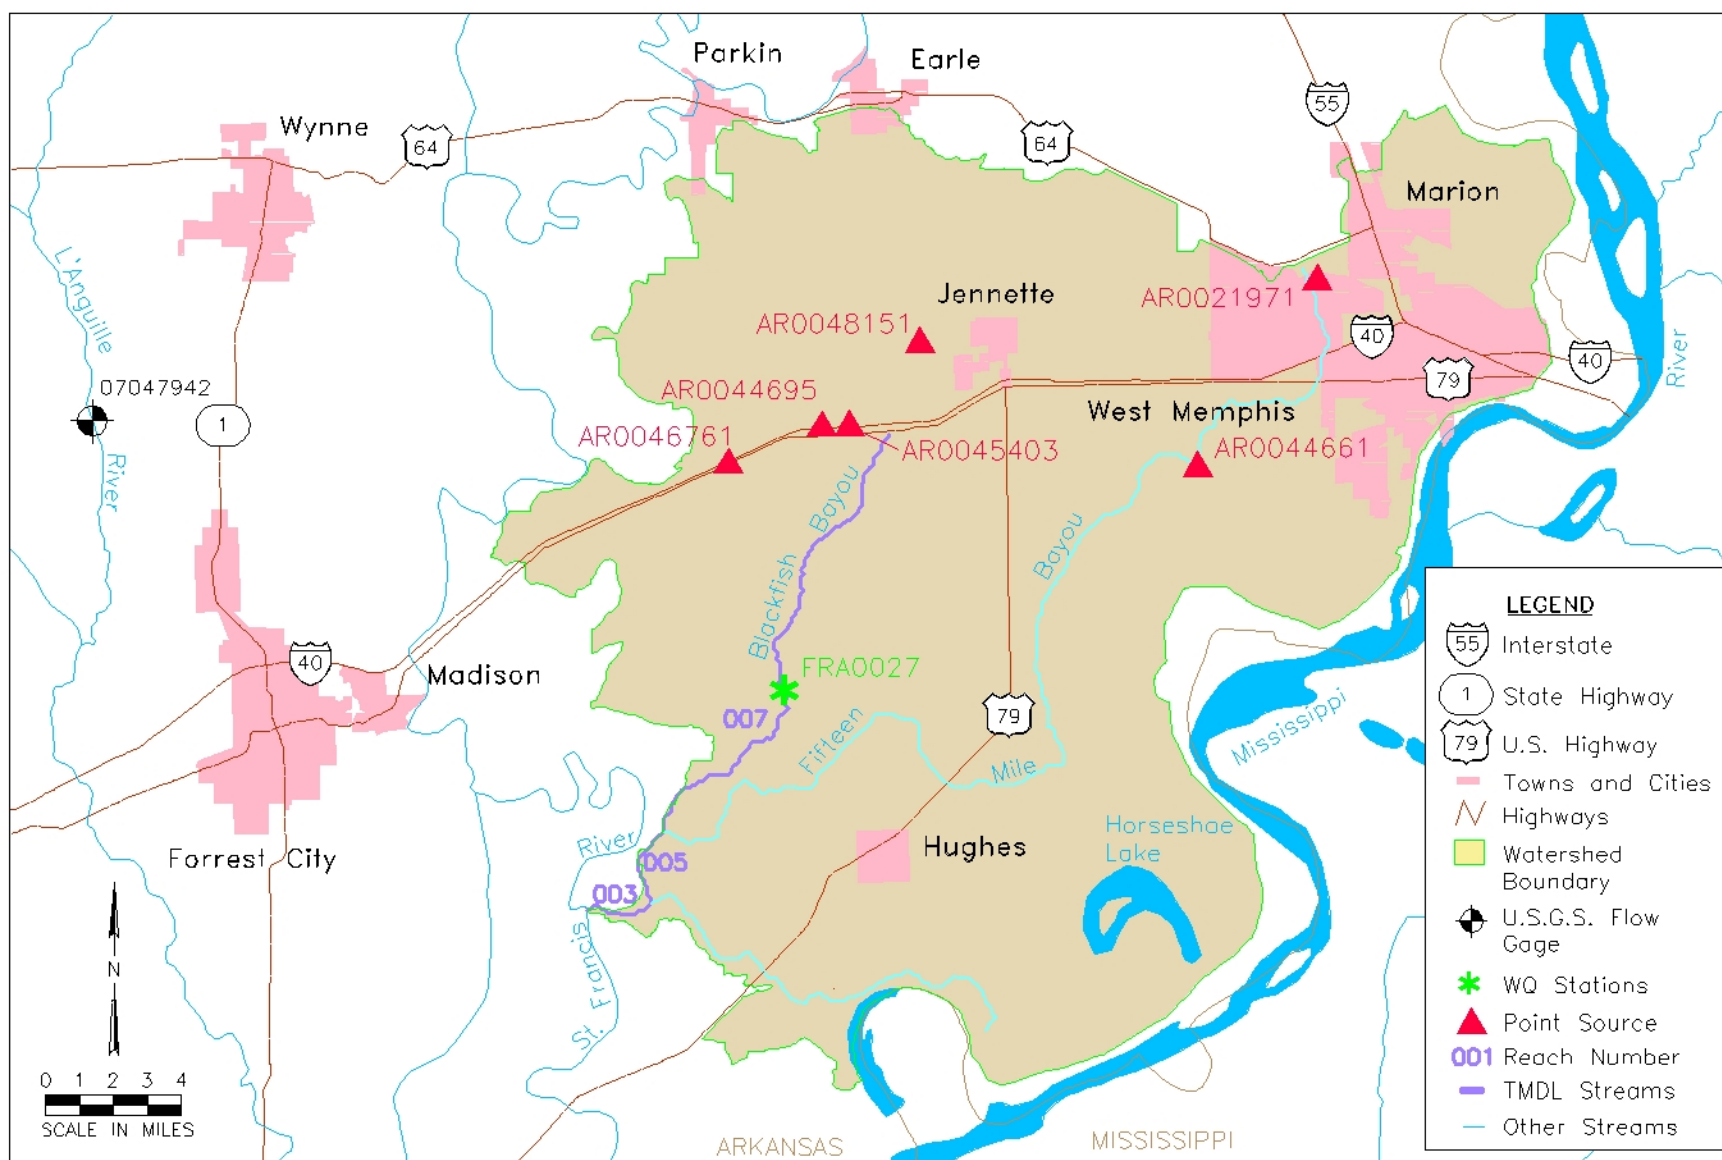 Parkin
Earle
Wynne
64
64
55
Marion
L'Anguille
River
07047942
1
Jennette
AR0048151
AR0021971
AR0044695
AR0046761
AR0045403
40
40
79
West Memphis
AR0044661
River
Blackfish
Bayou
Bayou
FRA0027
007
Fifteen
Mile
79
Mississippi
40
Madison
Forrest City
River
005
003
St. Francis
Hughes
Horseshoe
Lake
N
0 1 2 3 4
SCALE IN MILES
ARKANSAS
MISSISSIPPI
LEGEND
55 Interstate
1 State Highway
79 U.S. Highway
Towns and Cities
Highways
Watershed
Boundary
U.S.G.S. Flow
Gage
WQ Stations
Point Source
001 Reach Number
TMDL Streams
Other Streams